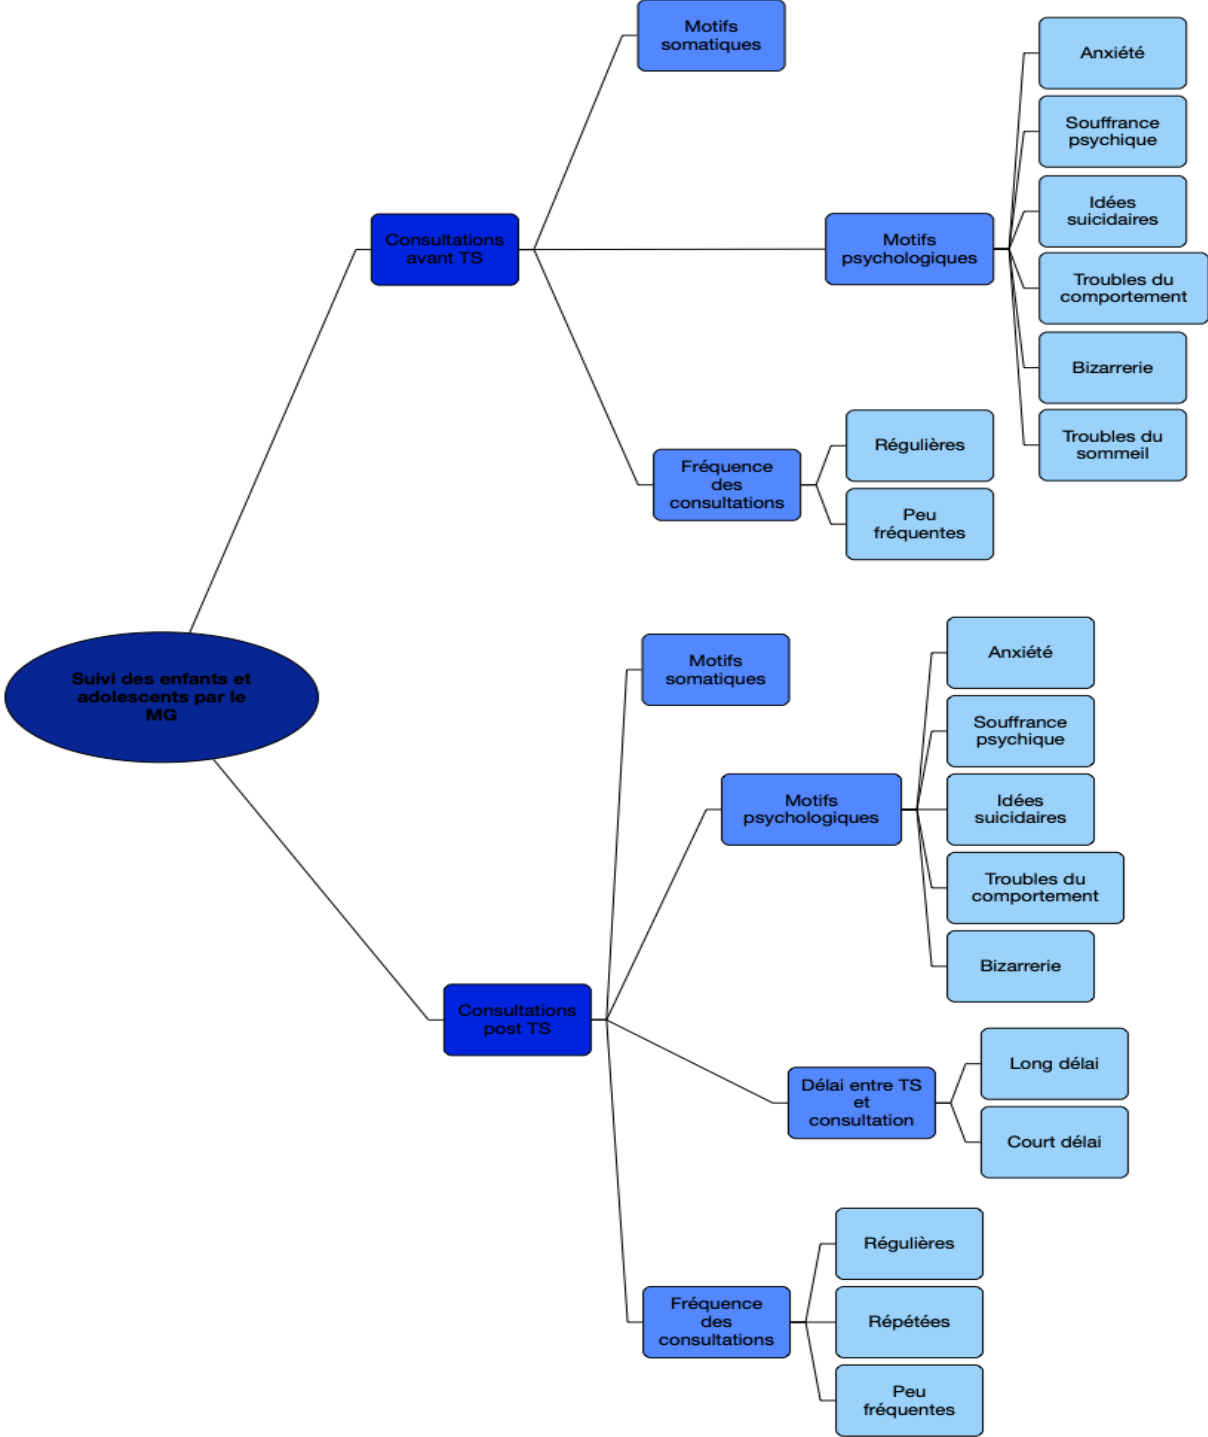 Motifs
somatiques
Anxiété
Souffrance
psychique
Idées
suicidaires
Consultations
avant TS
Motifs
psychologiques
Troubles du
comportement
Bizarrerie
Troubles du
sommeil
Fréquence
des
consultations
Régulières
Peu
fréquentes
Suivi des enfants et
adolescents par le
MG
Motifs
somatiques
Anxiété
Souffrance
psychique
Motifs
psychologiques
Idées
suicidaires
Troubles du
comportement
Bizarrerie
Consultations
post TS
Délai entre TS
et
consultation
Long délai
Court délai
Fréquence
des
consultations
Régulières
Répétées
Peu
fréquentes